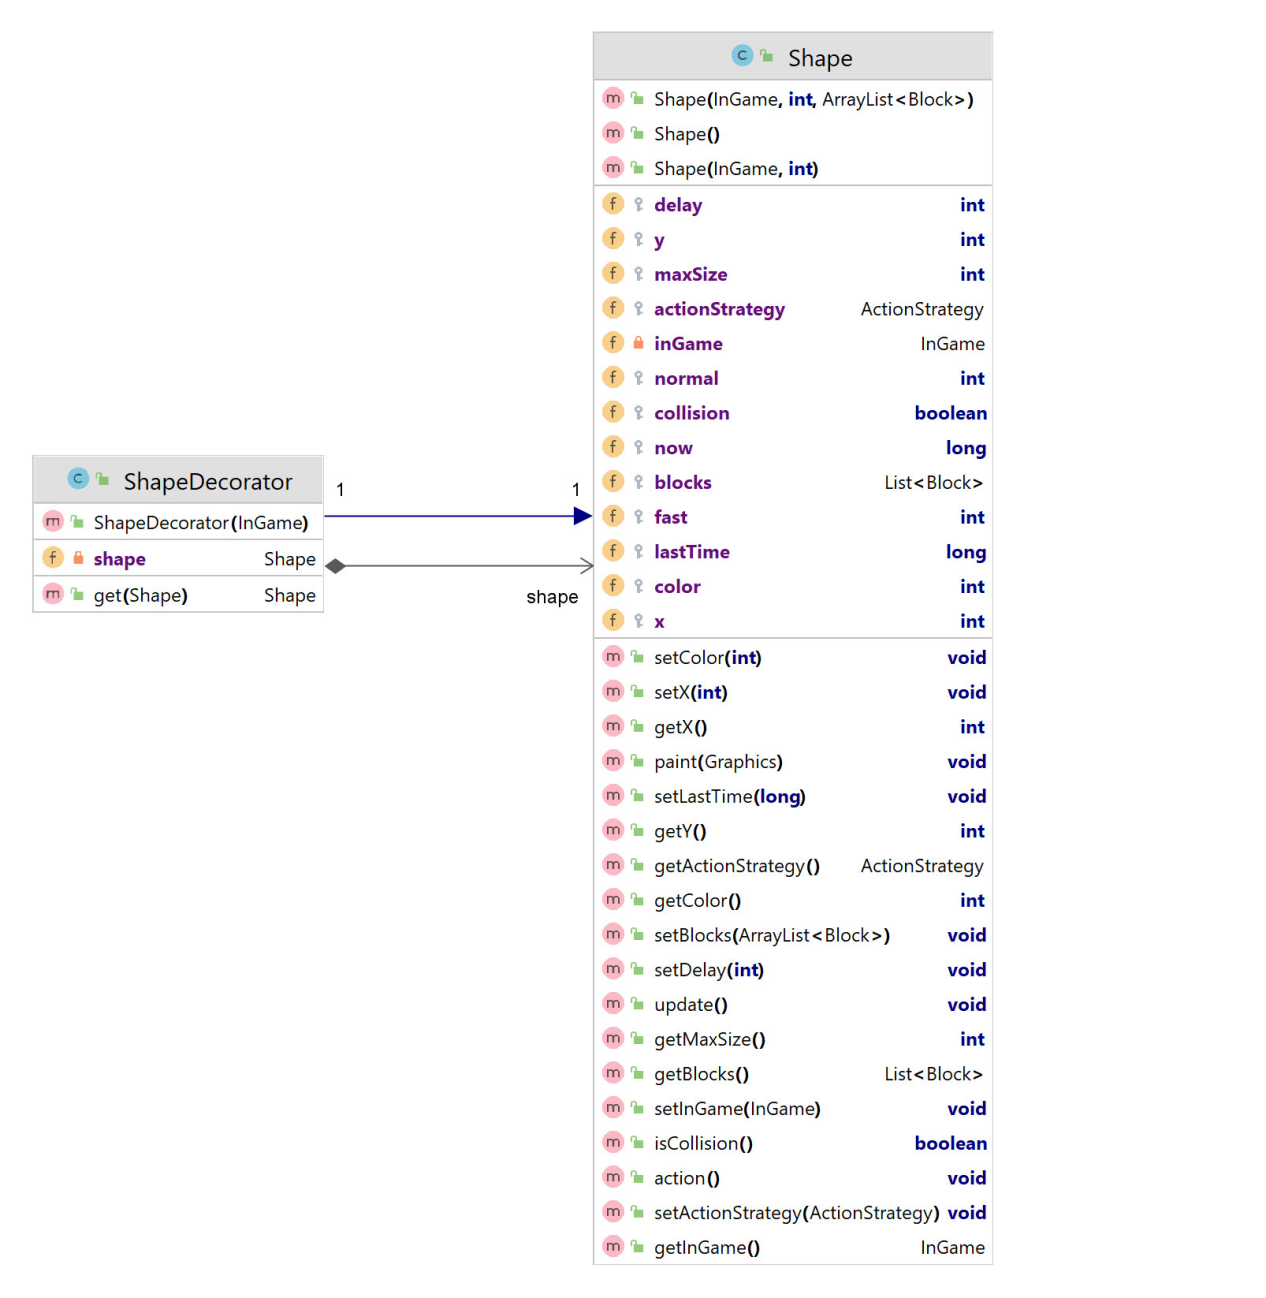 C Shape
m Shape(InGame, int, ArrayList<Block>)
m Shape()
m Shape(InGame, int)
f delay int
f y int
f maxSize int
f actionStrategy ActionStrategy
f inGame InGame
f normal int
f collision boolean
f now long
f blocks List<Block>
f fast int
f lastTime long
f color int
f x int
m setColor(int) void
m setX(int) void
m getX() int
m paint(Graphics) void
m setLastTime(long) void
m getY() int
m getActionStrategy() ActionStrategy
m getColor() int
m setBlocks(ArrayList<Block>) void
m setDelay(int) void
m update() void
m getMaxSize() int
m getBlocks() List<Block>
m setInGame(InGame) void
m isCollision() boolean
m action() void
m setActionStrategy(ActionStrategy) void
m getInGame() InGame
C ShapeDecorator
m ShapeDecorator(InGame)
f shape Shape
m get(Shape) Shape
1 1
shape